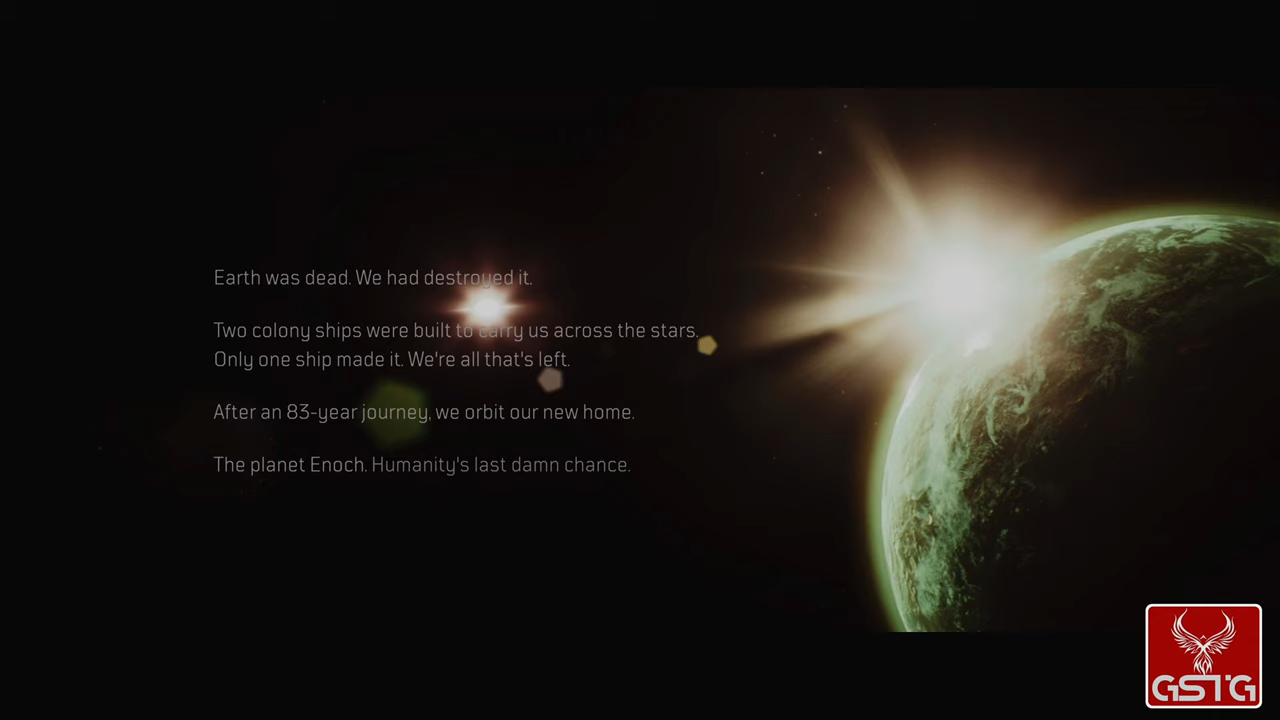 Earth was dead. We had destroyed it.
Two colony ships were built to carry us across the stars.
Only one ship made it. We're all that's left.
After an 83-year journey, we orbit our new home.
The planet Enoch. Humanity's last damn chance.
GSTG